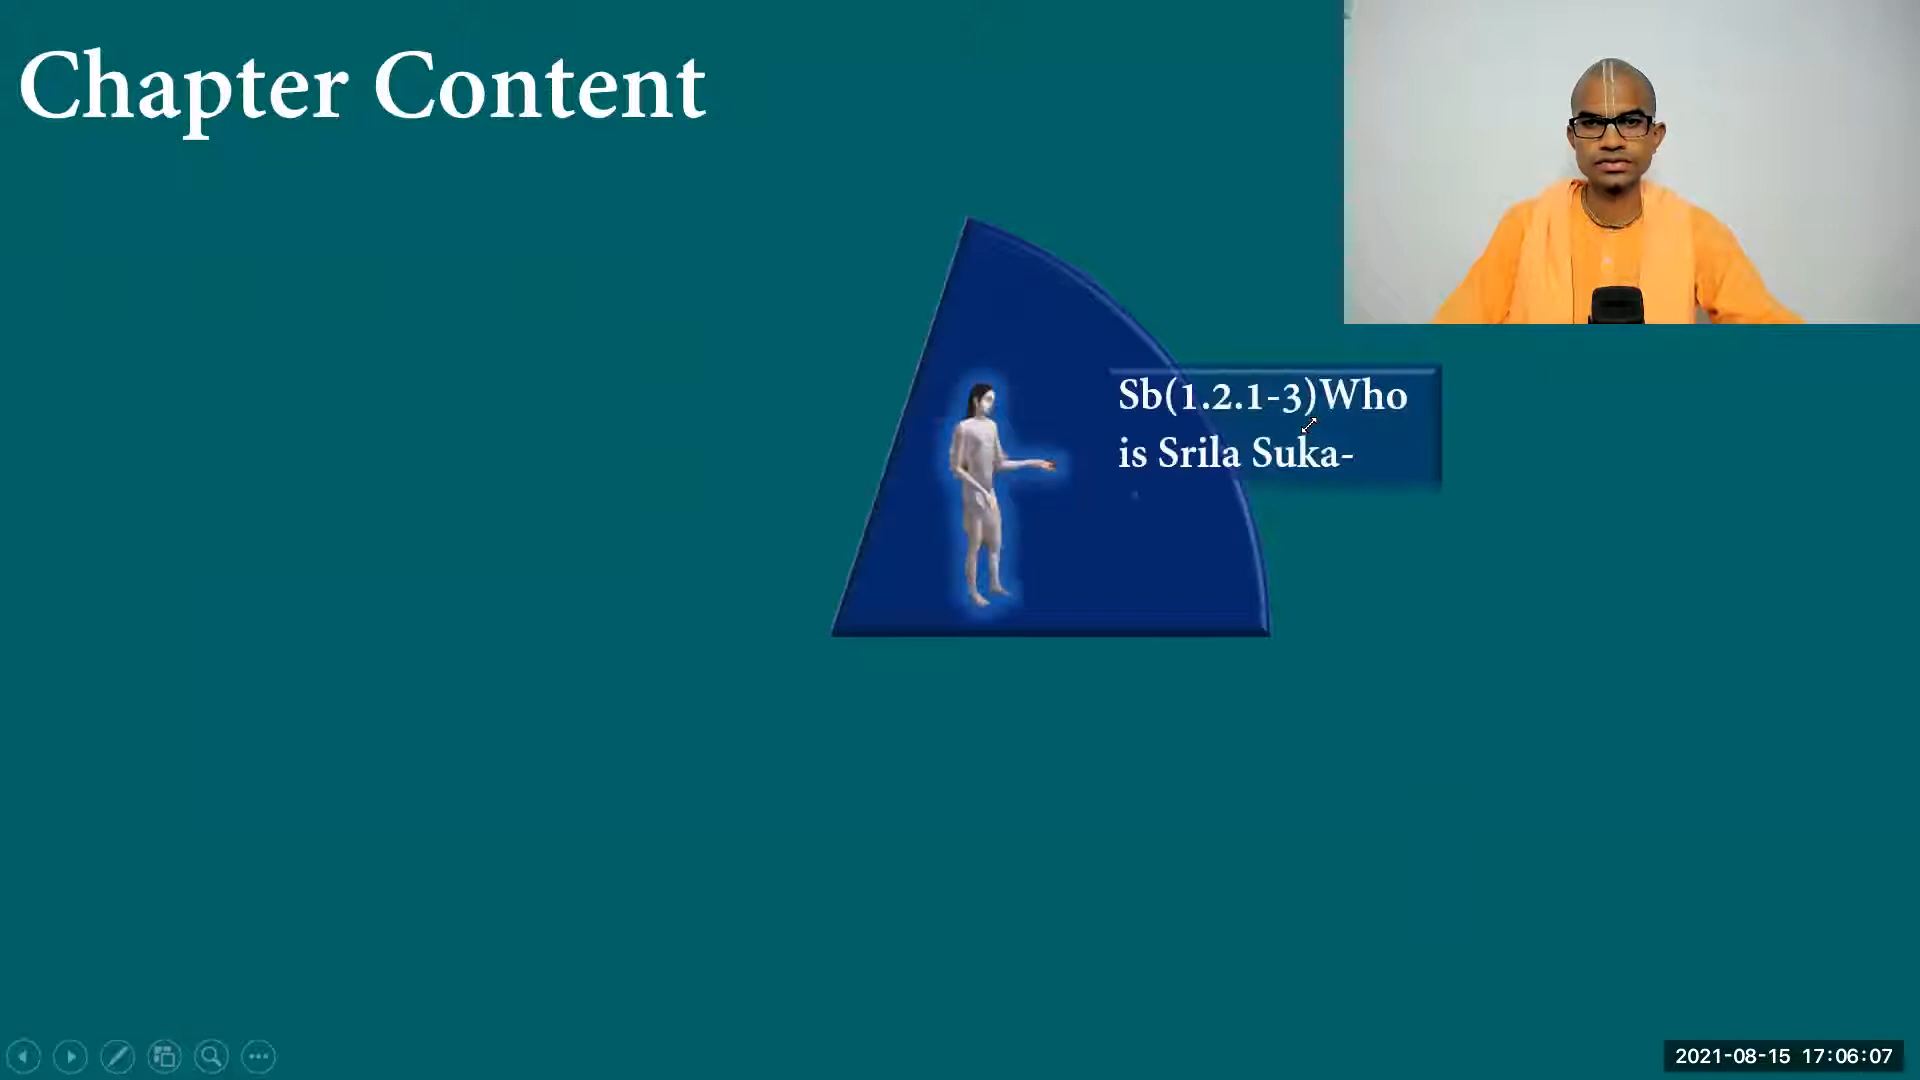 Chapter Content
Sb(1.2.1-3)Who
is Srila Suka-
2021-08-15 17:06:07